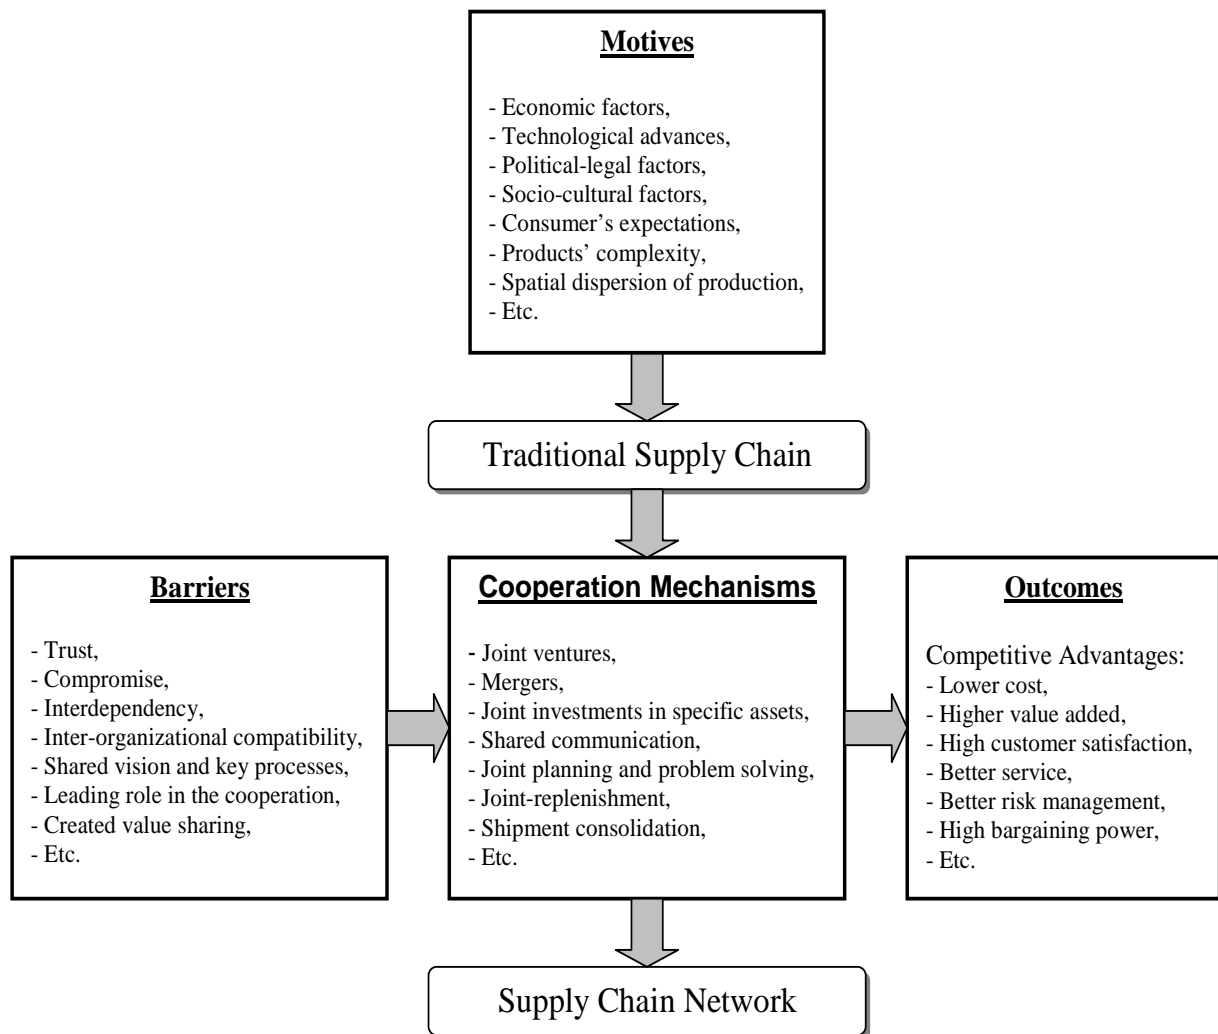 Motives
- Economic factors,
- Technological advances,
- Political-legal factors,
- Socio-cultural factors,
- Consumer’s expectations,
- Products’ complexity,
- Spatial dispersion of production,
- Etc.
Traditional Supply Chain
Barriers
- Trust,
- Compromise,
- Interdependency,
- Inter-organizational compatibility,
- Shared vision and key processes,
- Leading role in the cooperation,
- Created value sharing,
- Etc.
Cooperation Mechanisms
- Joint ventures,
- Mergers,
- Joint investments in specific assets,
- Shared communication,
- Joint planning and problem solving,
- Joint-replenishment,
- Shipment consolidation,
- Etc.
Outcomes
Competitive Advantages:
- Lower cost,
- Higher value added,
- High customer satisfaction,
- Better service,
- Better risk management,
- High bargaining power,
- Etc.
Supply Chain Network